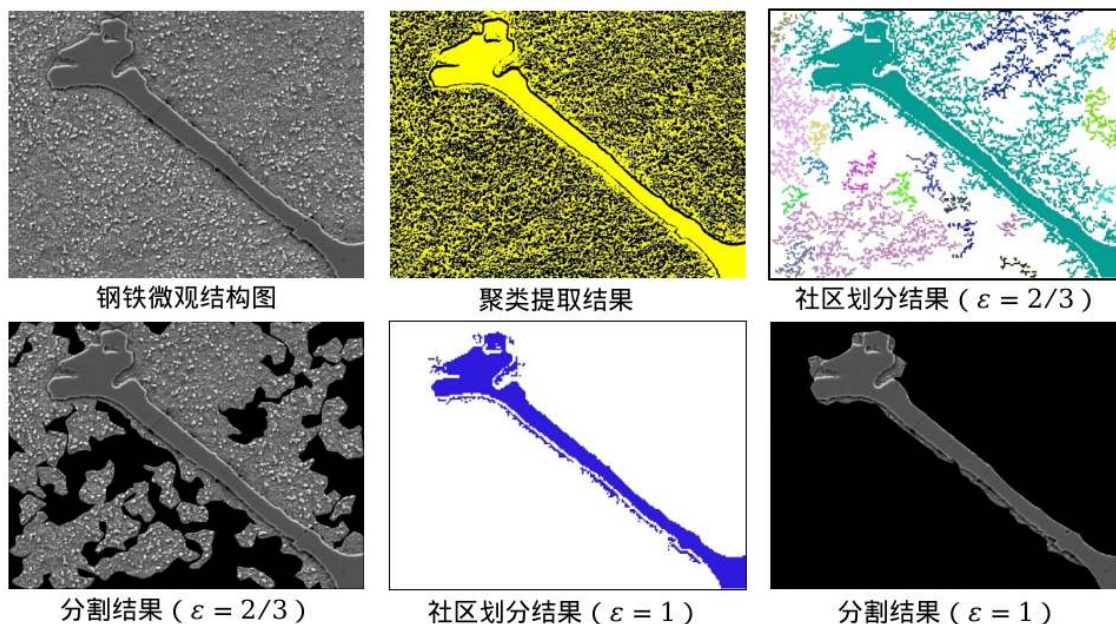 钢铁微观结构图
聚类提取结果
社区划分结果 ( ε = 2/3 )
分割结果 ( ε = 2/3 )
社区划分结果 ( ε = 1 )
分割结果 ( ε = 1 )